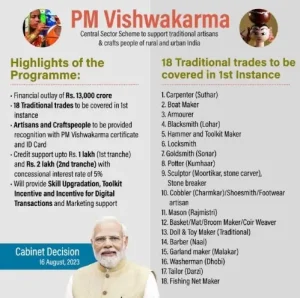 PM Vishwakarma
Central Sector Scheme to support traditional artisans
& crafts people of rural and urban India
Highlights of the
Programme:
• Financial outlay of Rs. 13,000 crore
• 18 Traditional trades to be covered in 1st
instance
• Artisans and Craftspeople to be provided
recognition with PM Vishwakarma certificate
and ID Card
• Credit support upto Rs. 1 lakh (1st tranche)
and Rs. 2 lakh (2nd tranche) with
concessional interest rate of 5%
• Will provide Skill Upgradation, Toolkit
Incentive and Incentive for Digital
Transactions and Marketing support
Cabinet Decision
16 August, 2023
18 Traditional trades to be
covered in 1st Instance
1. Carpenter (Suthar)
2. Boat Maker
3. Armourer
4. Blacksmith (Lohar)
5. Hammer and Toolkit Maker
6. Locksmith
7. Goldsmith (Sonar)
8. Potter (Kumhaar)
9. Sculptor (Moortikar, stone carver),
Stone breaker
10. Cobbler (Charmkar)/Shoesmith/Footwear
artisan
11. Mason (Rajmistri)
12. Basket/Mat/Broom Maker/Coir Weaver
13. Doll & Toy Maker (Traditional)
14. Barber (Naai)
15. Garland maker (Malakar)
16. Washerman (Dhobi)
17. Tailor (Darzi)
18. Fishing Net Maker